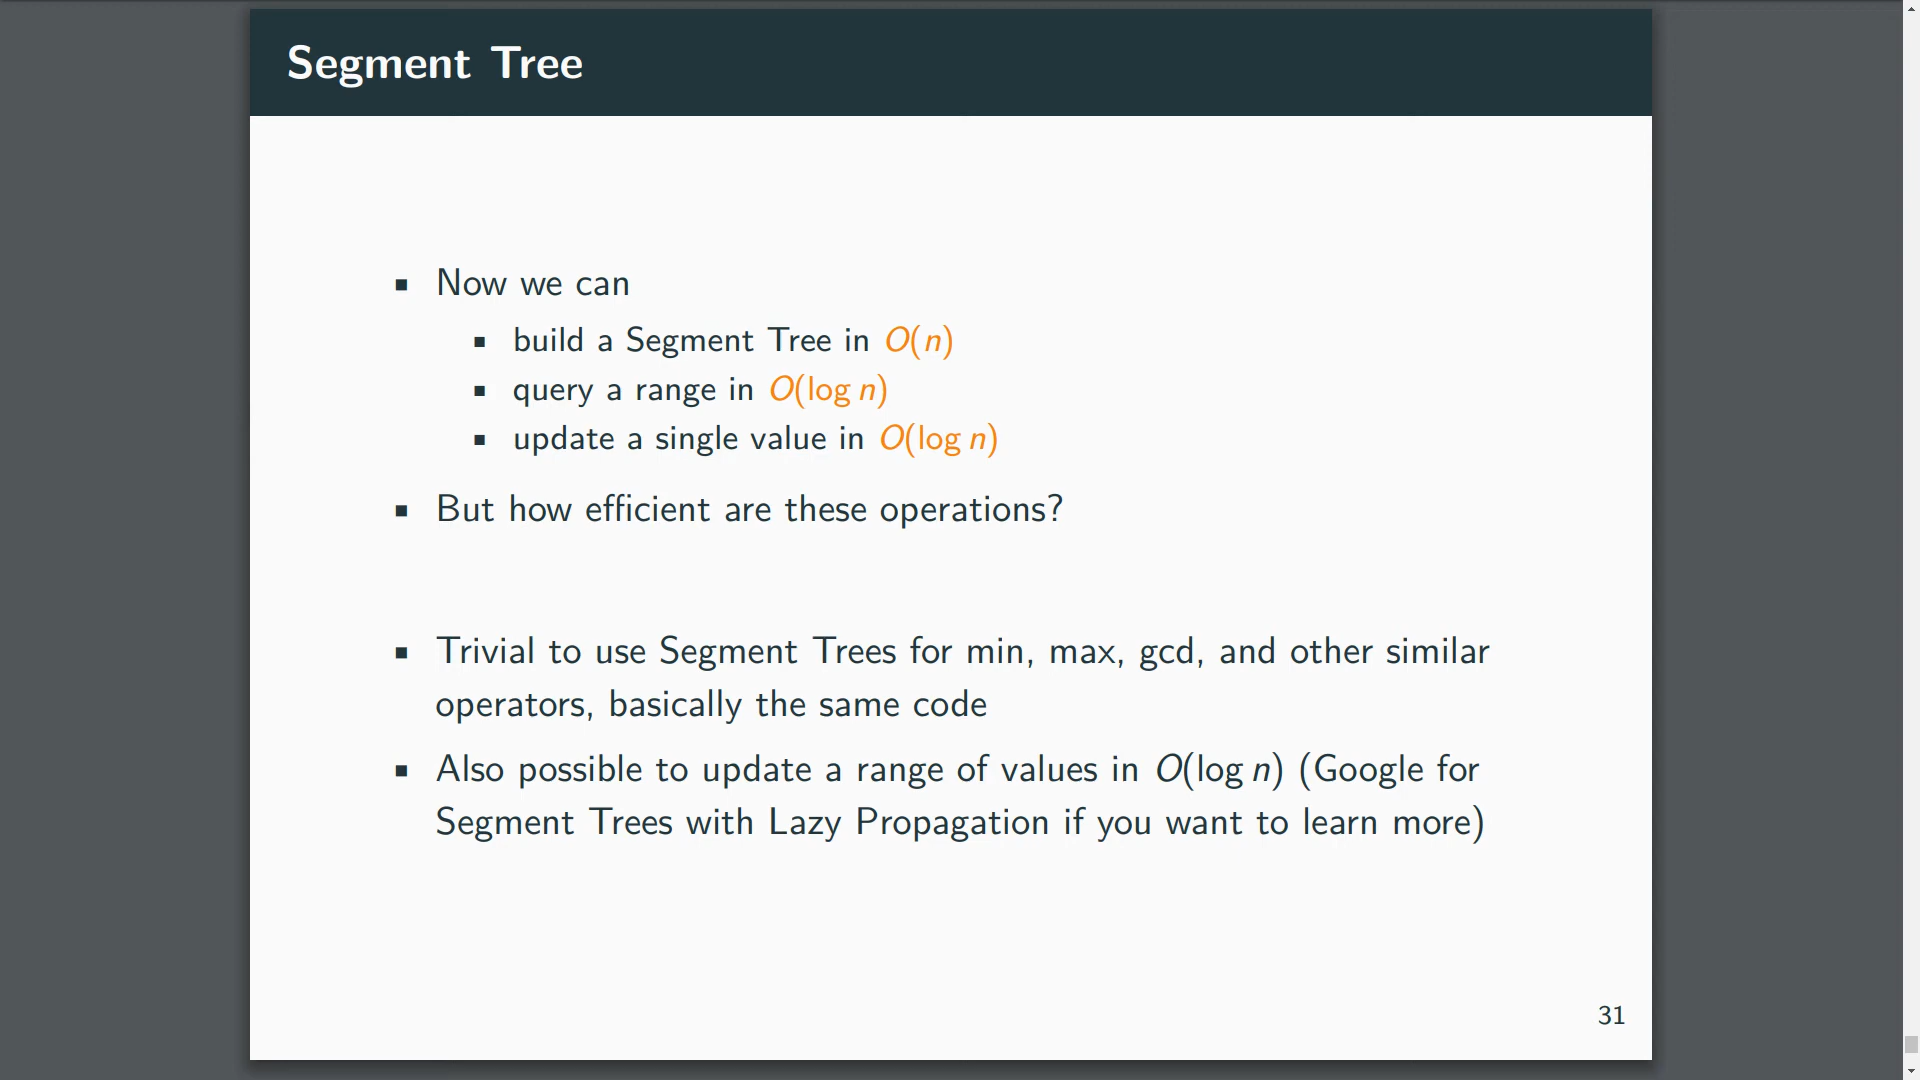 Segment Tree
▪ Now we can
▪ build a Segment Tree in O(n)
▪ query a range in O(log n)
▪ update a single value in O(log n)
▪ But how efficient are these operations?
▪ Trivial to use Segment Trees for min, max, gcd, and other similar
operators, basically the same code
▪ Also possible to update a range of values in O(log n) (Google for
Segment Trees with Lazy Propagation if you want to learn more)
31